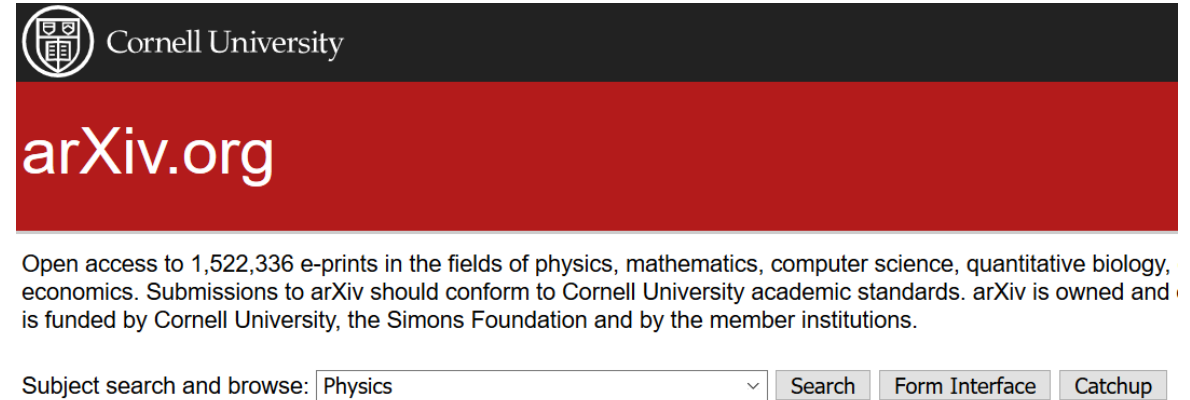 Cornell University
arXiv.org
Open access to 1,522,336 e-prints in the fields of physics, mathematics, computer science, quantitative biology,
economics. Submissions to arXiv should conform to Cornell University academic standards. arXiv is owned and
is funded by Cornell University, the Simons Foundation and by the member institutions.
Subject search and browse: Physics Search Form Interface Catchup